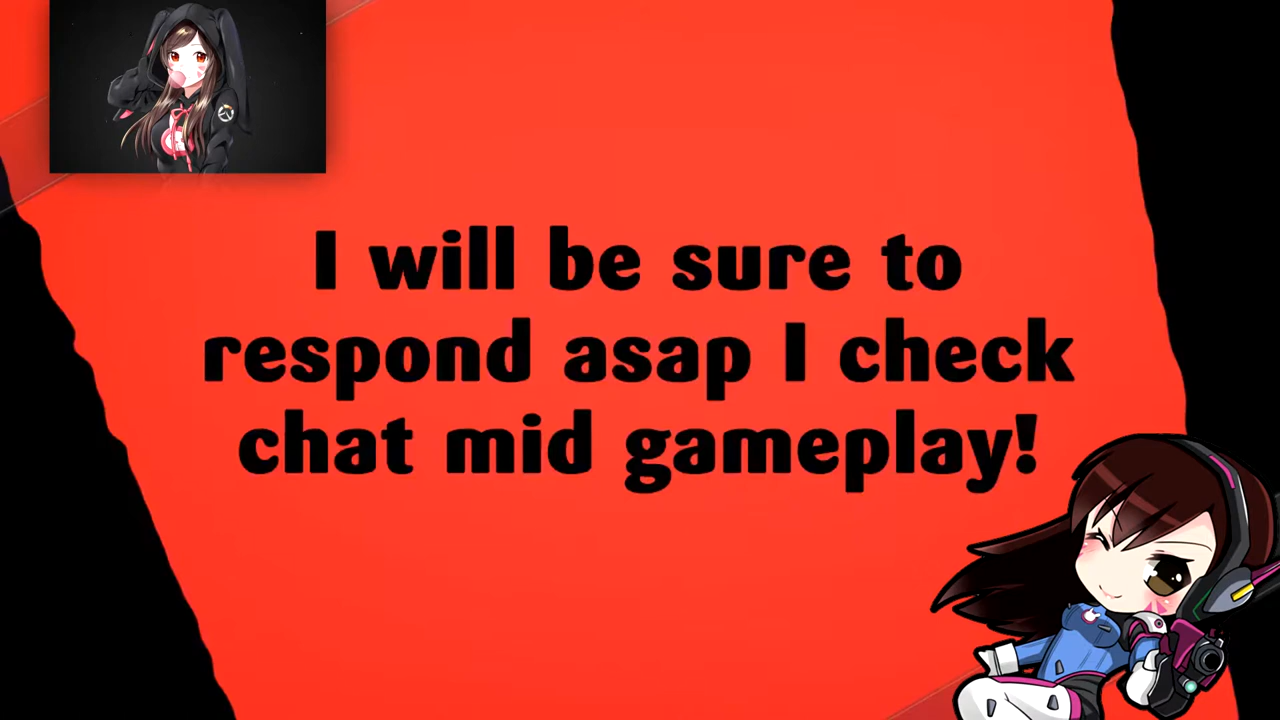 I will be sure to
respond asap I check
chat mid gameplay!